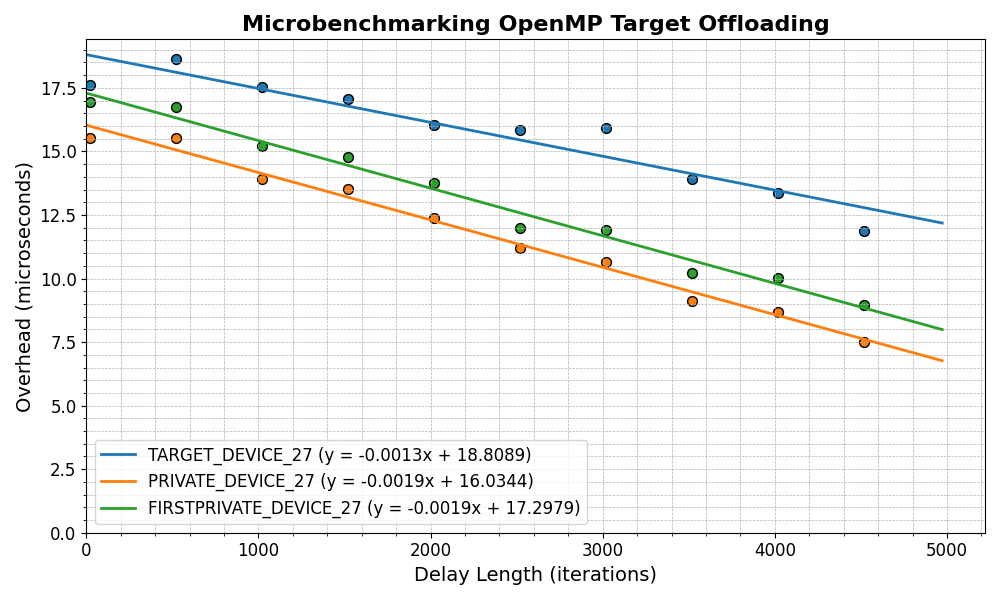 Microbenchmarking OpenMP Target Offloading
Overhead (microseconds)
17.5
15.0
12.5
10.0
7.5
5.0
2.5
0.0
TARGET_DEVICE_27 (y = -0.0013x + 18.8089)
PRIVATE_DEVICE_27 (y = -0.0019x + 16.0344)
FIRSTPRIVATE_DEVICE_27 (y = -0.0019x + 17.2979)
0 1000 2000 3000 4000 5000
Delay Length (iterations)